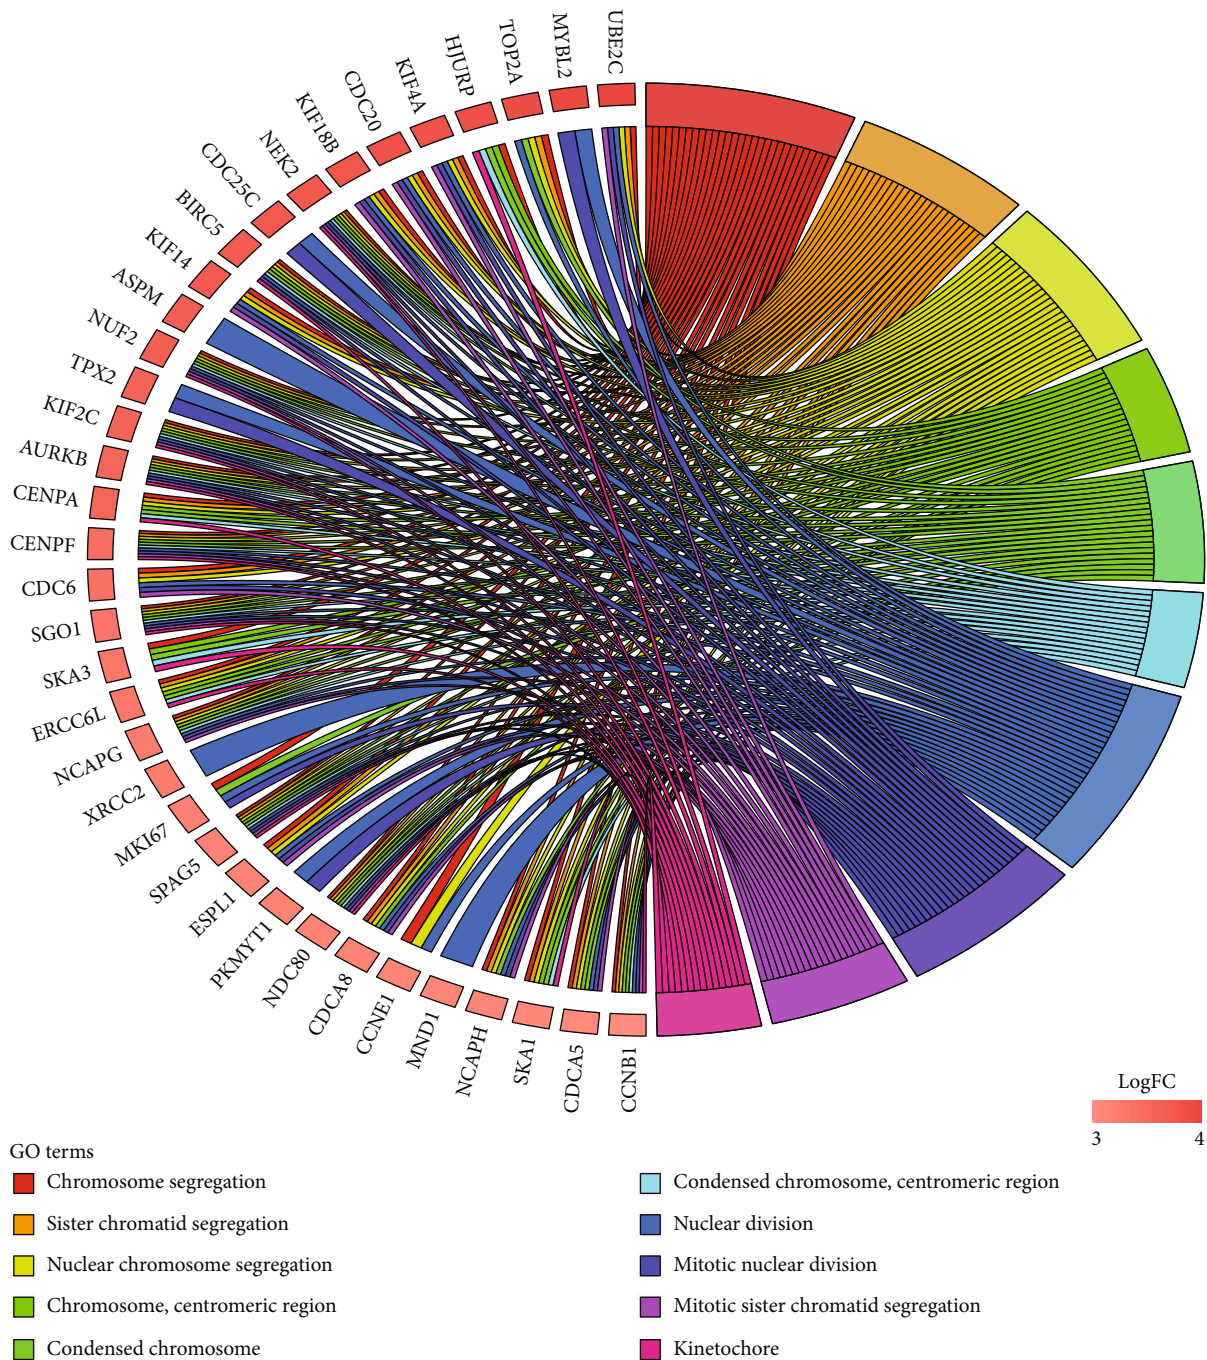 UBE2C
MYBL2
TOP2A
HJURP
KIF4A
CDC20
KIF18B
NEK2
CDC25C
BIRC5
KIF14
ASPM
NUF2
TPX2
KIF2C
AURKB
CENPA
CENPF
CDC6
SGO1
SKA3
ERCC6L
NCAPG
XRCC2
MKI67
SPAG5
ESPL1
PKMYT1
NDC80
CDCA8
CCNE1
MND1
NCAPH
SKA1
CDCA5
CCNB1
LogFC
3 4
GO terms
Chromosome segregation
Sister chromatid segregation
Nuclear chromosome segregation
Chromosome, centromeric region
Condensed chromosome
Condensed chromosome, centromeric region
Nuclear division
Mitotic nuclear division
Mitotic sister chromatid segregation
Kinetochore